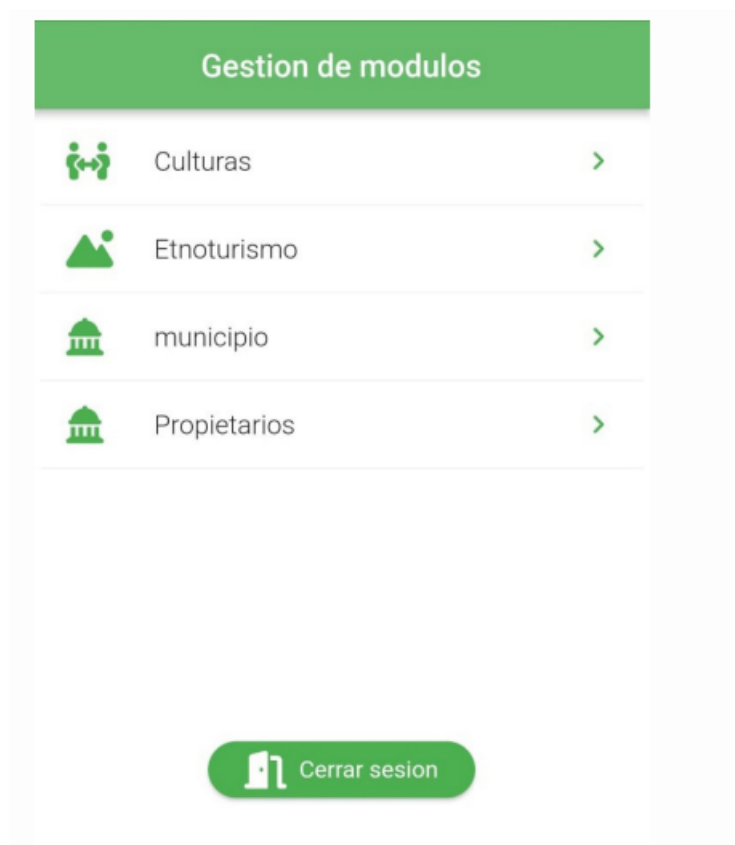 Gestion de modulos
Culturas
Etnoturismo
municipio
Propietarios
Cerrar sesion